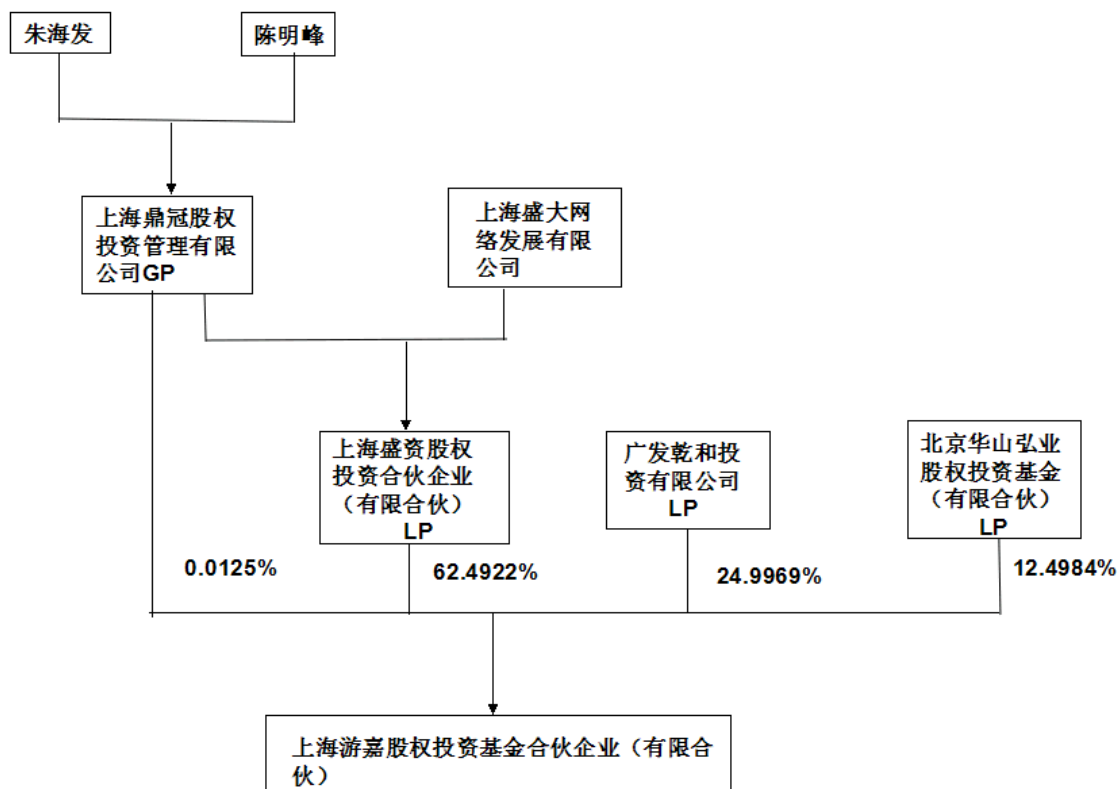 朱海发
陈明峰
上海鼎冠股权
投资管理有限
公司GP
上海盛大网
络发展有限
公司
上海盛资股权
投资合伙企业
（有限合伙）
LP
广发乾和投
资有限公司
LP
北京华山弘业
股权投资基金
（有限合伙）
LP
0.0125%
62.4922%
24.9969%
12.4984%
上海游嘉股权投资基金合伙企业（有限合
伙）